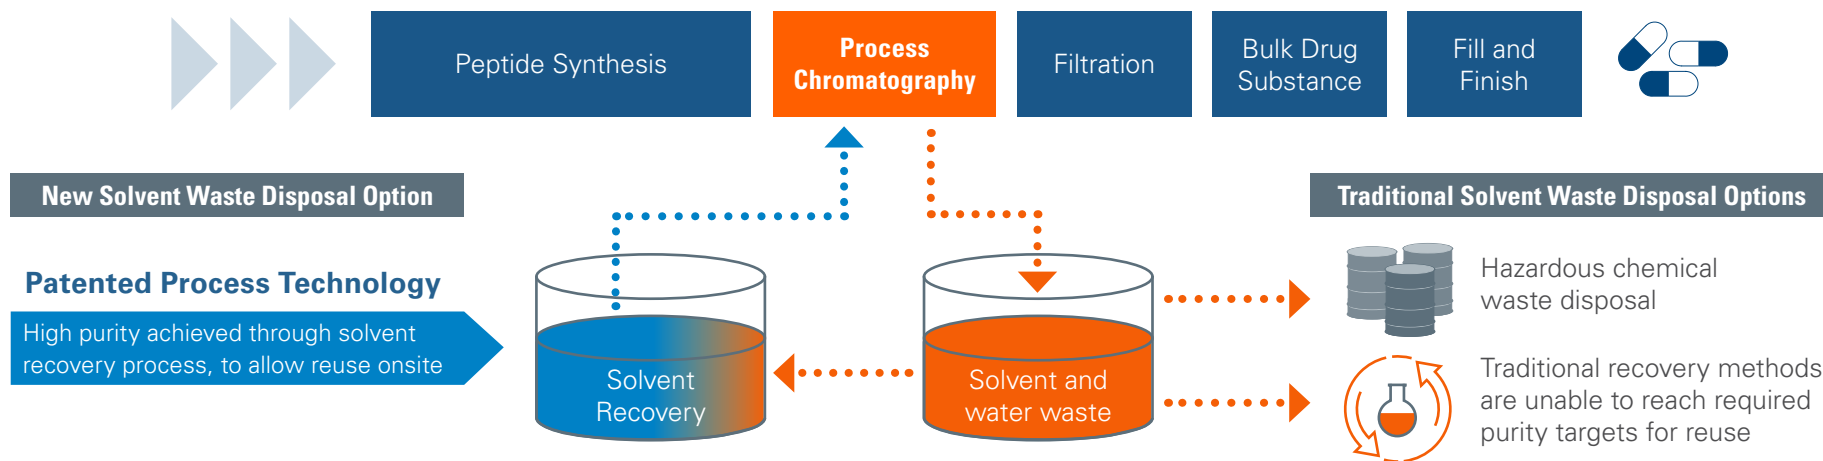 Peptide Synthesis
Process
Chromatography
Filtration
Bulk Drug
Substance
Fill and
Finish
New Solvent Waste Disposal Option
Patented Process Technology
High purity achieved through solvent
recovery process, to allow reuse onsite
Solvent
Recovery
Solvent and
water waste
Traditional Solvent Waste Disposal Options
Hazardous chemical
waste disposal
Traditional recovery methods
are unable to reach required
purity targets for reuse